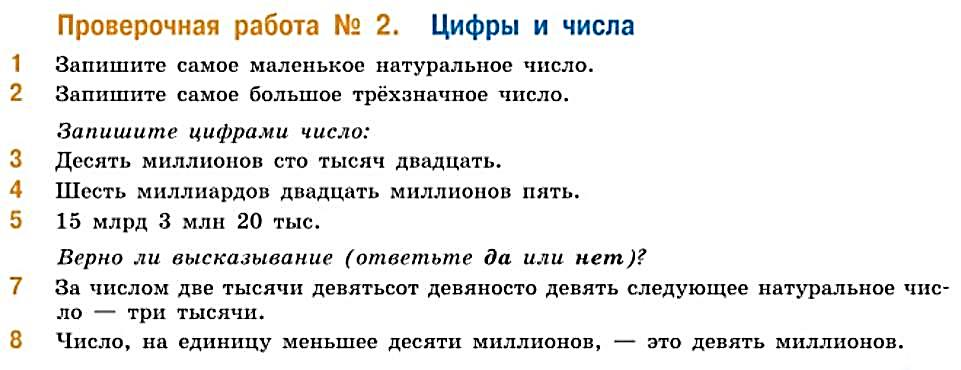 Проверочная работа № 2. Цифры и числа
1 Запишите самое маленькое натуральное число.
2 Запишите самое большое трёхзначное число.
Запишите цифрами число:
3 Десять миллионов сто тысяч двадцать.
4 Шесть миллиардов двадцать миллионов пять.
5 15 млрд 3 млн 20 тыс.
Верно ли высказывание (ответьте да или нет)?
7 За числом две тысячи девятьсот девяносто девять следующее натуральное чис-
ло — три тысячи.
8 Число, на единицу меньшее десяти миллионов, — это девять миллионов.